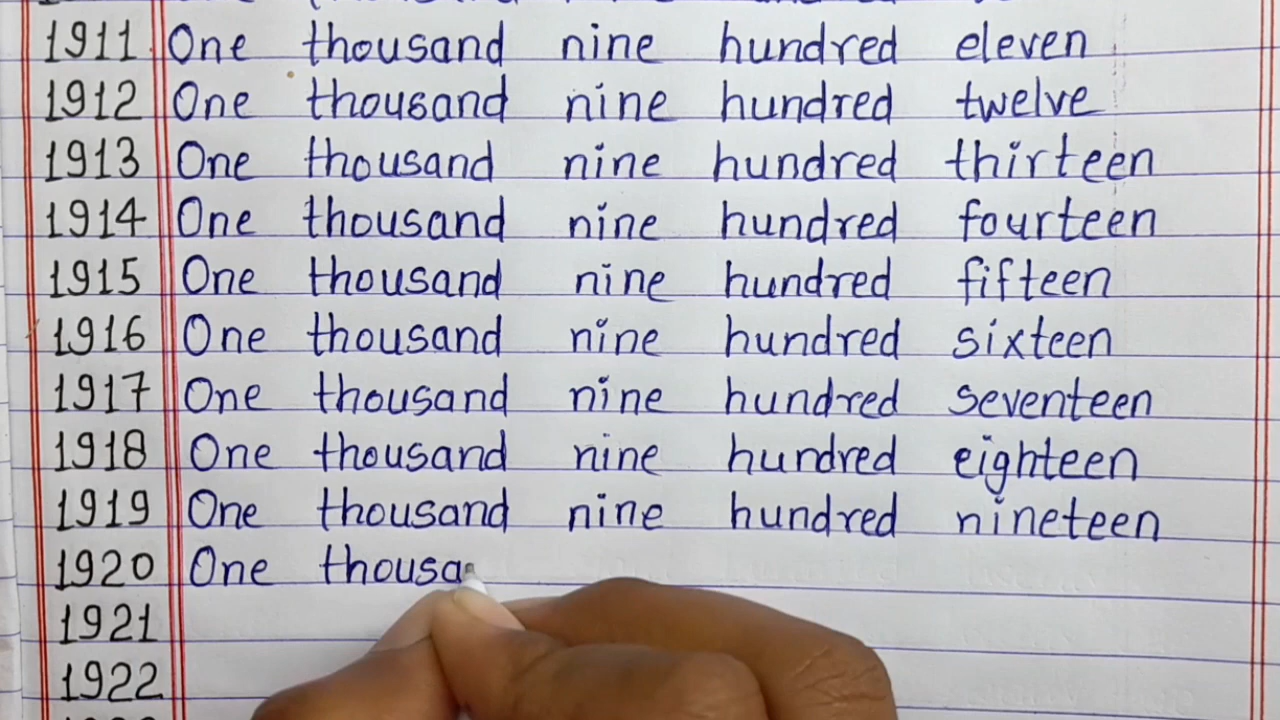 1911 One thousand nine hundred eleven
1912 One thousand nine hundred twelve
1913 One thousand nine hundred thirteen
1914 One thousand nine hundred fourteen
1915 One thousand nine hundred fifteen
1916 One thousand nine hundred sixteen
1917 One thousand nine hundred seventeen
1918 One thousand nine hundred eighteen
1919 One thousand nine hundred nineteen
1920 One thousa
1921
1922